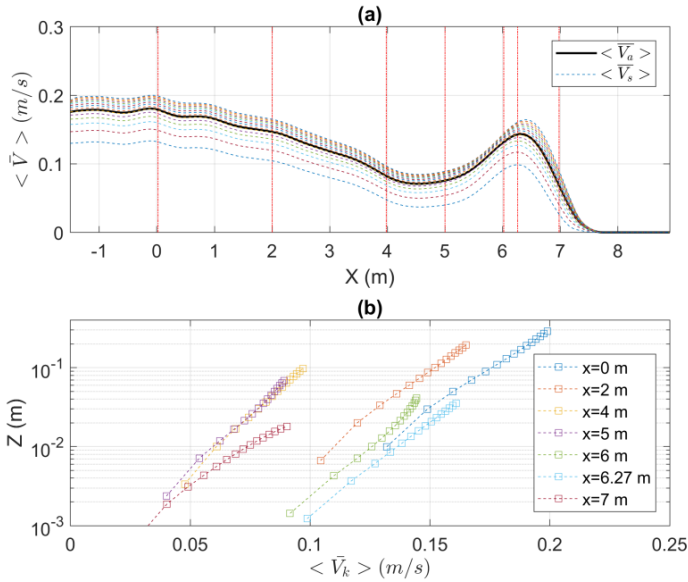 (a)
< V̄ > (m/s)
0.3
0.2
0.1
0
< V̄ₐ >
< V̄ₛ >
-1 0 1 2 3 4 5 6 7 8
X (m)
(b)
Z (m)
10⁻¹
10⁻²
10⁻³
x=0 m
x=2 m
x=4 m
x=5 m
x=6 m
x=6.27 m
x=7 m
0 0.05 0.1 0.15 0.2 0.25
< V̄ₖ > (m/s)